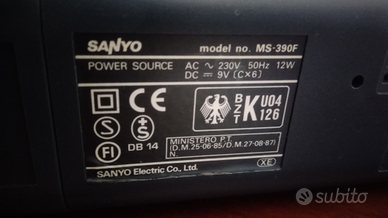 SANYO model no. MS-390F
POWER SOURCE AC ~ 230V- 50Hz 12W
DC ⎓ 9V (C×6)
CE BZT K U04 126
S +S
FI DB 14 MINISTERO P.T.
(D.M.25-06-85/D.M.27-08-87)
N.
SANYO Electric Co., Ltd. XE
subito